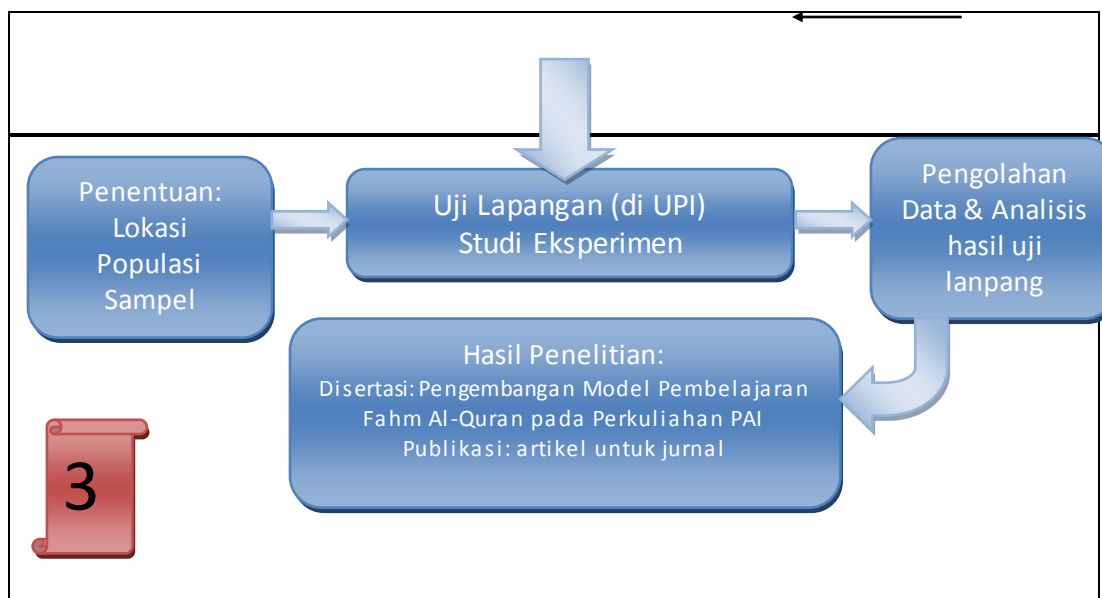 Penentuan:
Lokasi
Populasi
Sampel
Uji Lapangan (di UPI)
Studi Eksperimen
Pengolahan
Data & Analisis
hasil uji
lanpang
Hasil Penelitian:
Disertasi: Pengembangan Model Pembelajaran
Fahm Al-Quran pada Perkuliahan PAI
Publikasi: artikel untuk jurnal
3